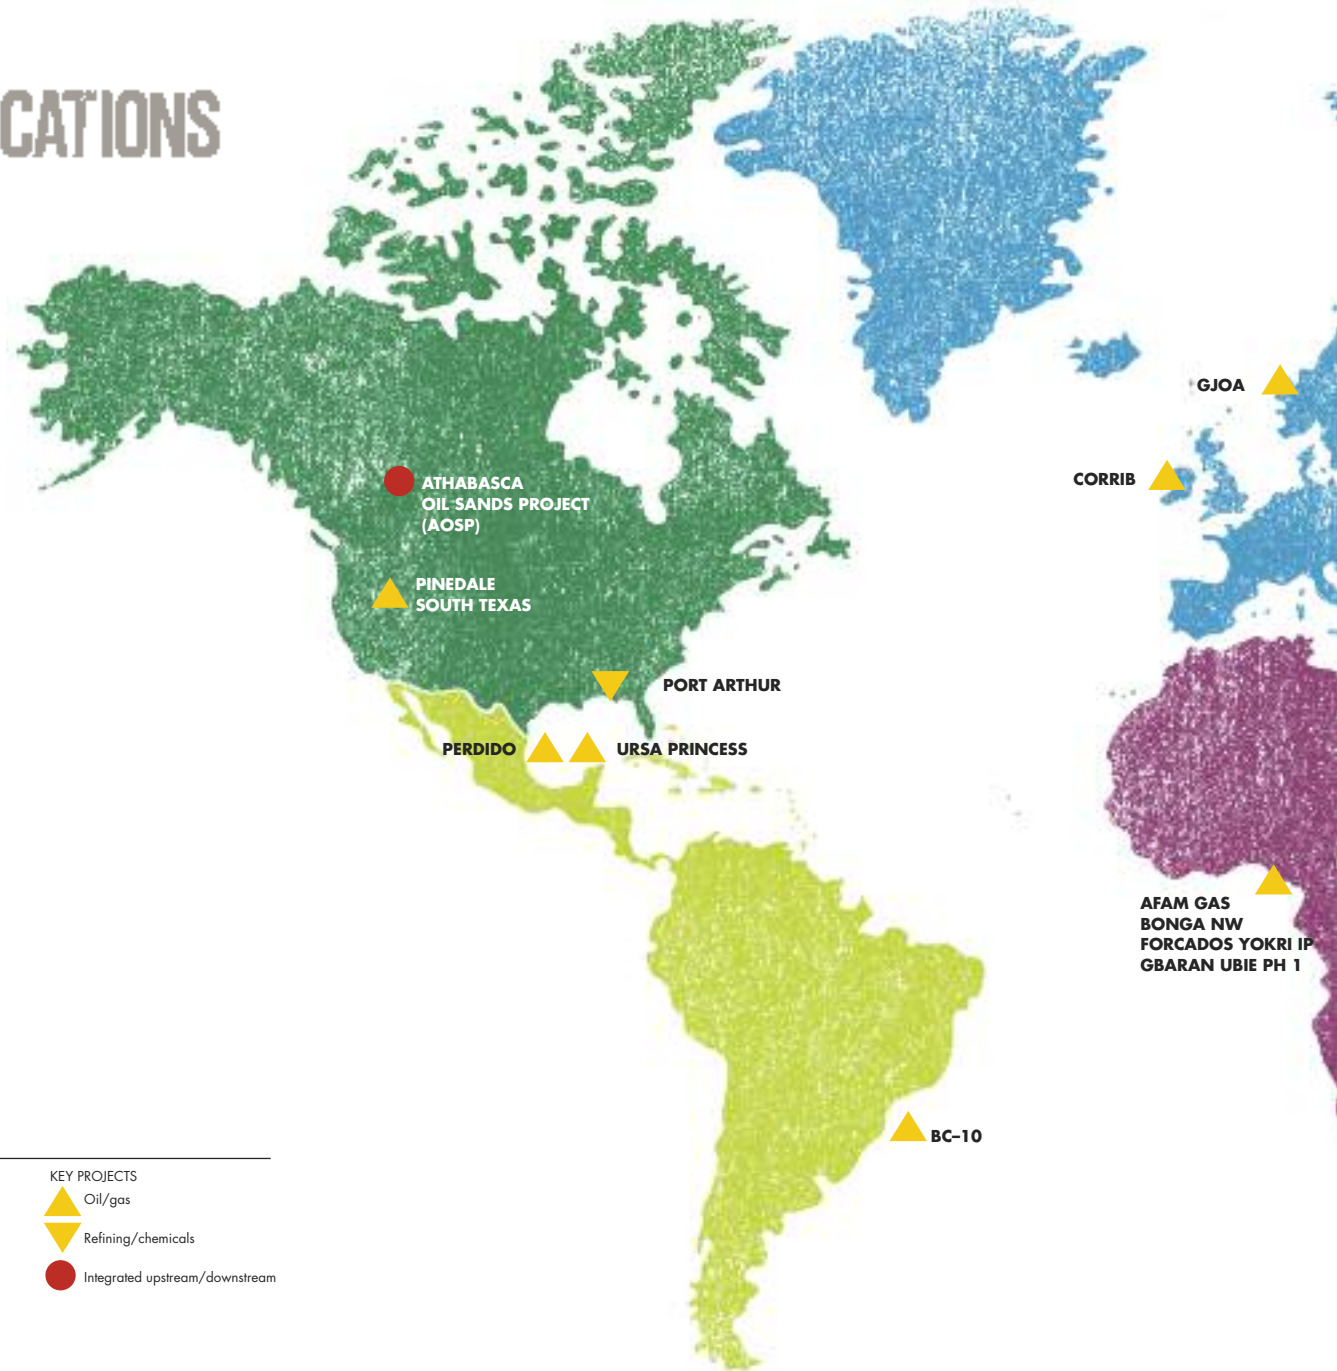 CATIONS
GJOA
CORRIB
ATHABASCA
OIL SANDS PROJECT
(AOSP)
PINEDALE
SOUTH TEXAS
PORT ARTHUR
PERDIDO
URSA PRINCESS
AFAM GAS
BONGA NW
FORCADOS YOKRI IP
GBARAN UBIE PH 1
BC–10
KEY PROJECTS
Oil/gas
Refining/chemicals
Integrated upstream/downstream